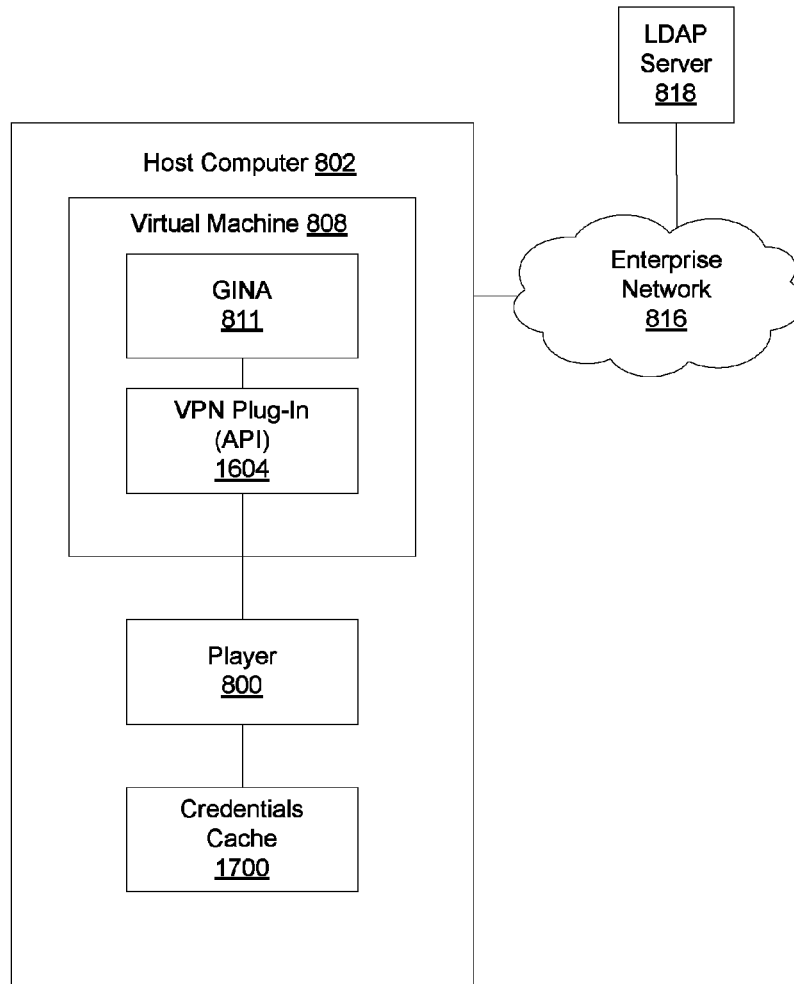 LDAP
Server
818
Host Computer 802
Virtual Machine 808
GINA
811
VPN Plug-In
(API)
1604
Enterprise
Network
816
Player
800
Credentials
Cache
1700